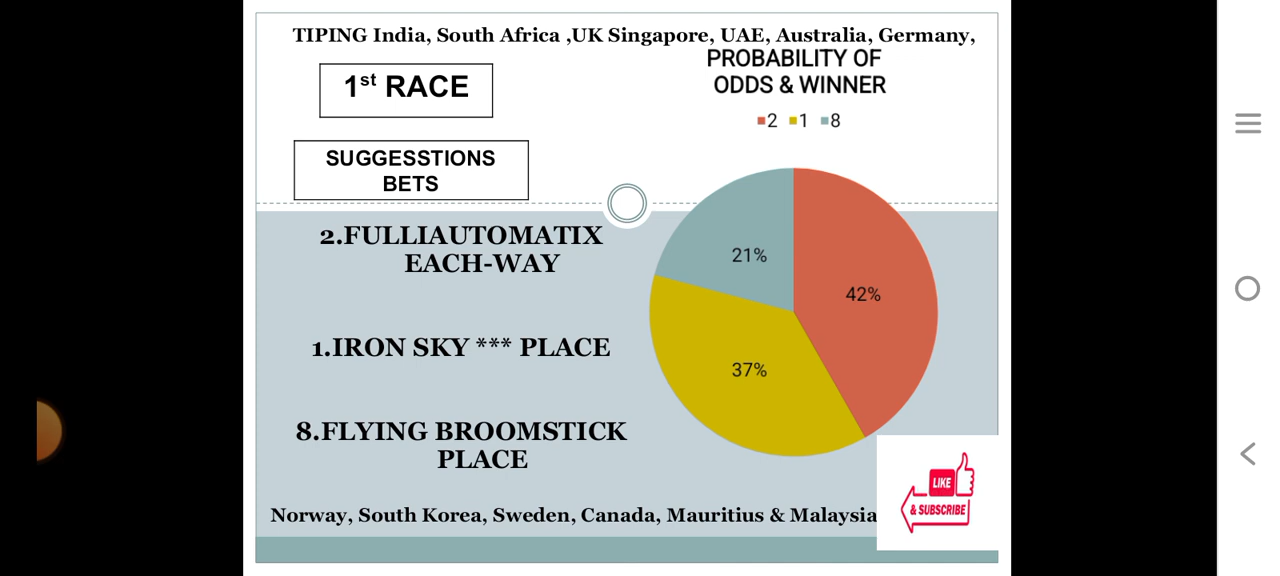 TIPING India, South Africa ,UK Singapore, UAE, Australia, Germany,
1st RACE
PROBABILITY OF
ODDS & WINNER
2 1 8
SUGGESSTIONS
BETS
2.FULLIAUTOMATIX
EACH-WAY
21%
42%
1.IRON SKY *** PLACE
37%
8.FLYING BROOMSTICK
PLACE
LIKE
& SUBSCRIBE
Norway, South Korea, Sweden, Canada, Mauritius & Malaysia